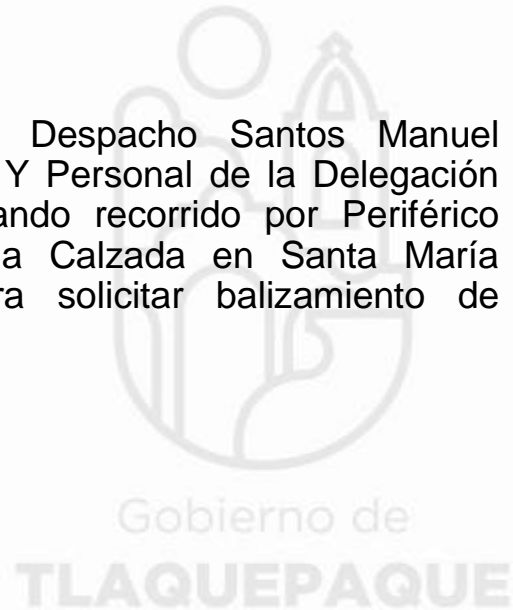 Despacho Santos Manuel
Y Personal de la Delegación
ando recorrido por Periférico
a Calzada en Santa María
ra solicitar balizamiento de
Gobierno de
TLAQUEPAQUE